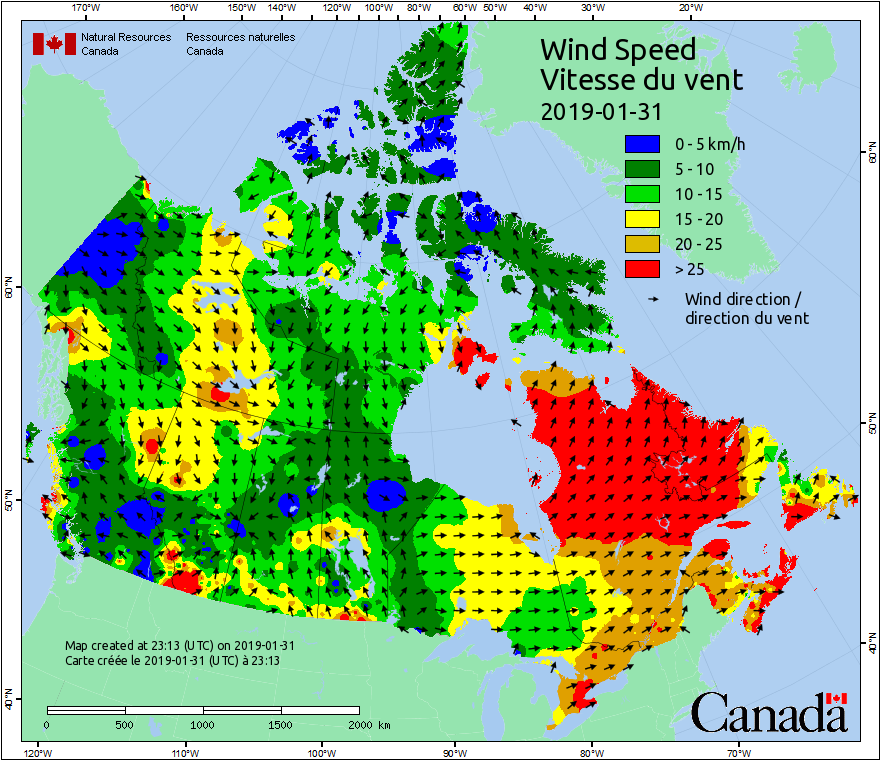 170°W 160°W 150°W 140°W 120°W 100°W 80°W 60°W 50°W 40°W 30°W 20°W
Natural Resources Ressources naturelles
Canada Canada
Wind Speed
Vitesse du vent
2019-01-31
0 - 5 km/h
5 - 10
10 - 15
15 - 20
20 - 25
> 25
Wind direction /
direction du vent
60°N
60°N
50°N
50°N
40°N
40°N
Map created at 23:13 (UTC) on 2019-01-31
Carte créée le 2019-01-31 (UTC) à 23:13
0 500 1000 1500 2000 km
Canada
120°W 110°W 100°W 90°W 80°W 70°W